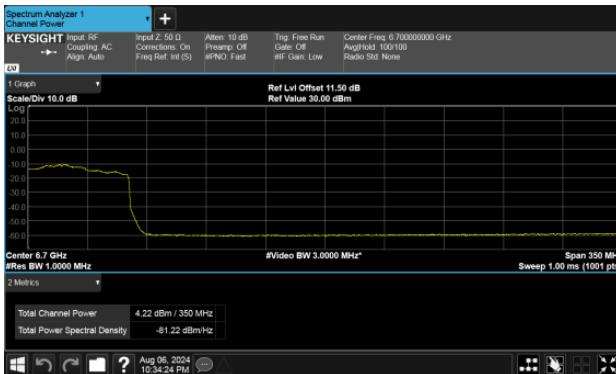 Spectrum Analyzer 1
Channel Power
+
KEYSIGHT Input: RF Input Z: 50 Ω Atten: 10 dB Trig: Free Run Center Freq: 6.700000000 GHz
Coupling: AC Corrections: On Preamp: Off Gate: Off Avg|Hold: 100/100
Align: Auto Freq Ref: Int (S) #PNO: Fast #IF Gain: Low Radio Std: None
LXI
1 Graph
Ref Lvl Offset 11.50 dB
Scale/Div 10.0 dB Ref Value 30.00 dBm
Log
20.0
10.0
0.00
-10.0
-20.0
-30.0
-40.0
-50.0
-60.0
Center 6.7 GHz #Video BW 3.0000 MHz* Span 350 MH
#Res BW 1.0000 MHz Sweep 1.00 ms (1001 pts
2 Metrics
Total Channel Power 4.22 dBm / 350 MHz
Total Power Spectral Density -81.22 dBm/Hz
? Aug 06, 2024
10:34:24 PM